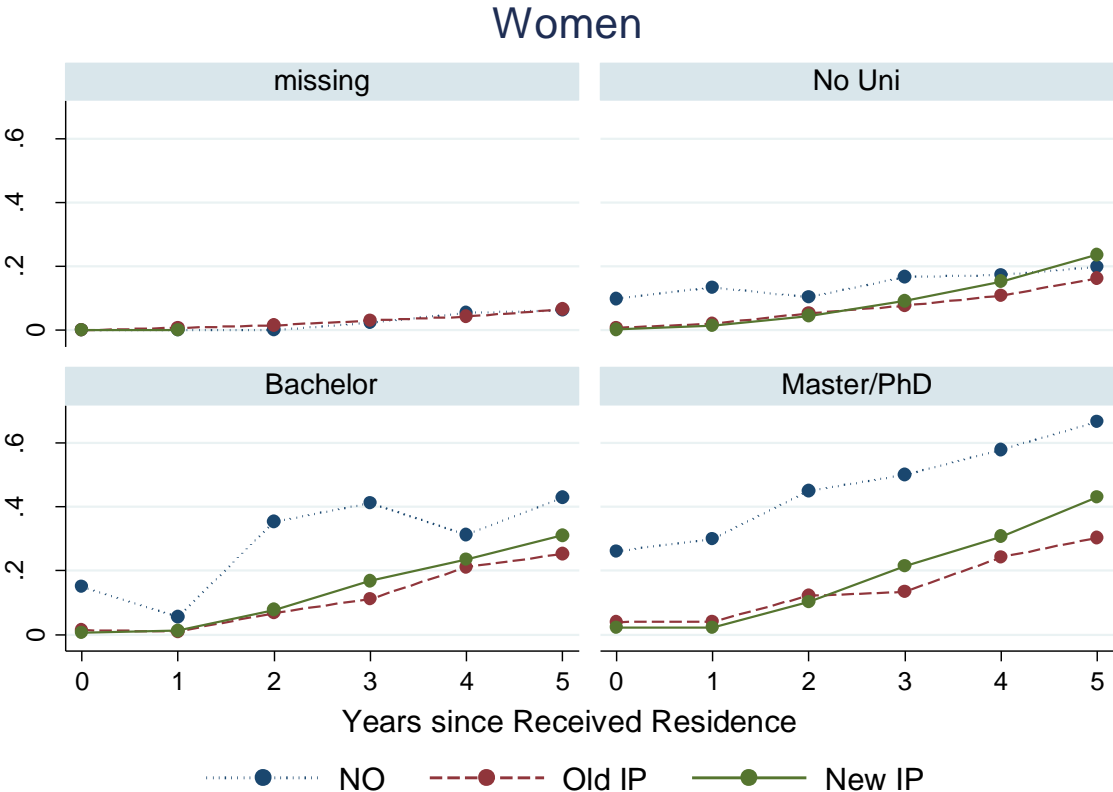 Women
missing
No Uni
.6
.4
.2
0
Bachelor
Master/PhD
.6
.4
.2
0
0 1 2 3 4 5 0 1 2 3 4 5
Years since Received Residence
NO Old IP New IP